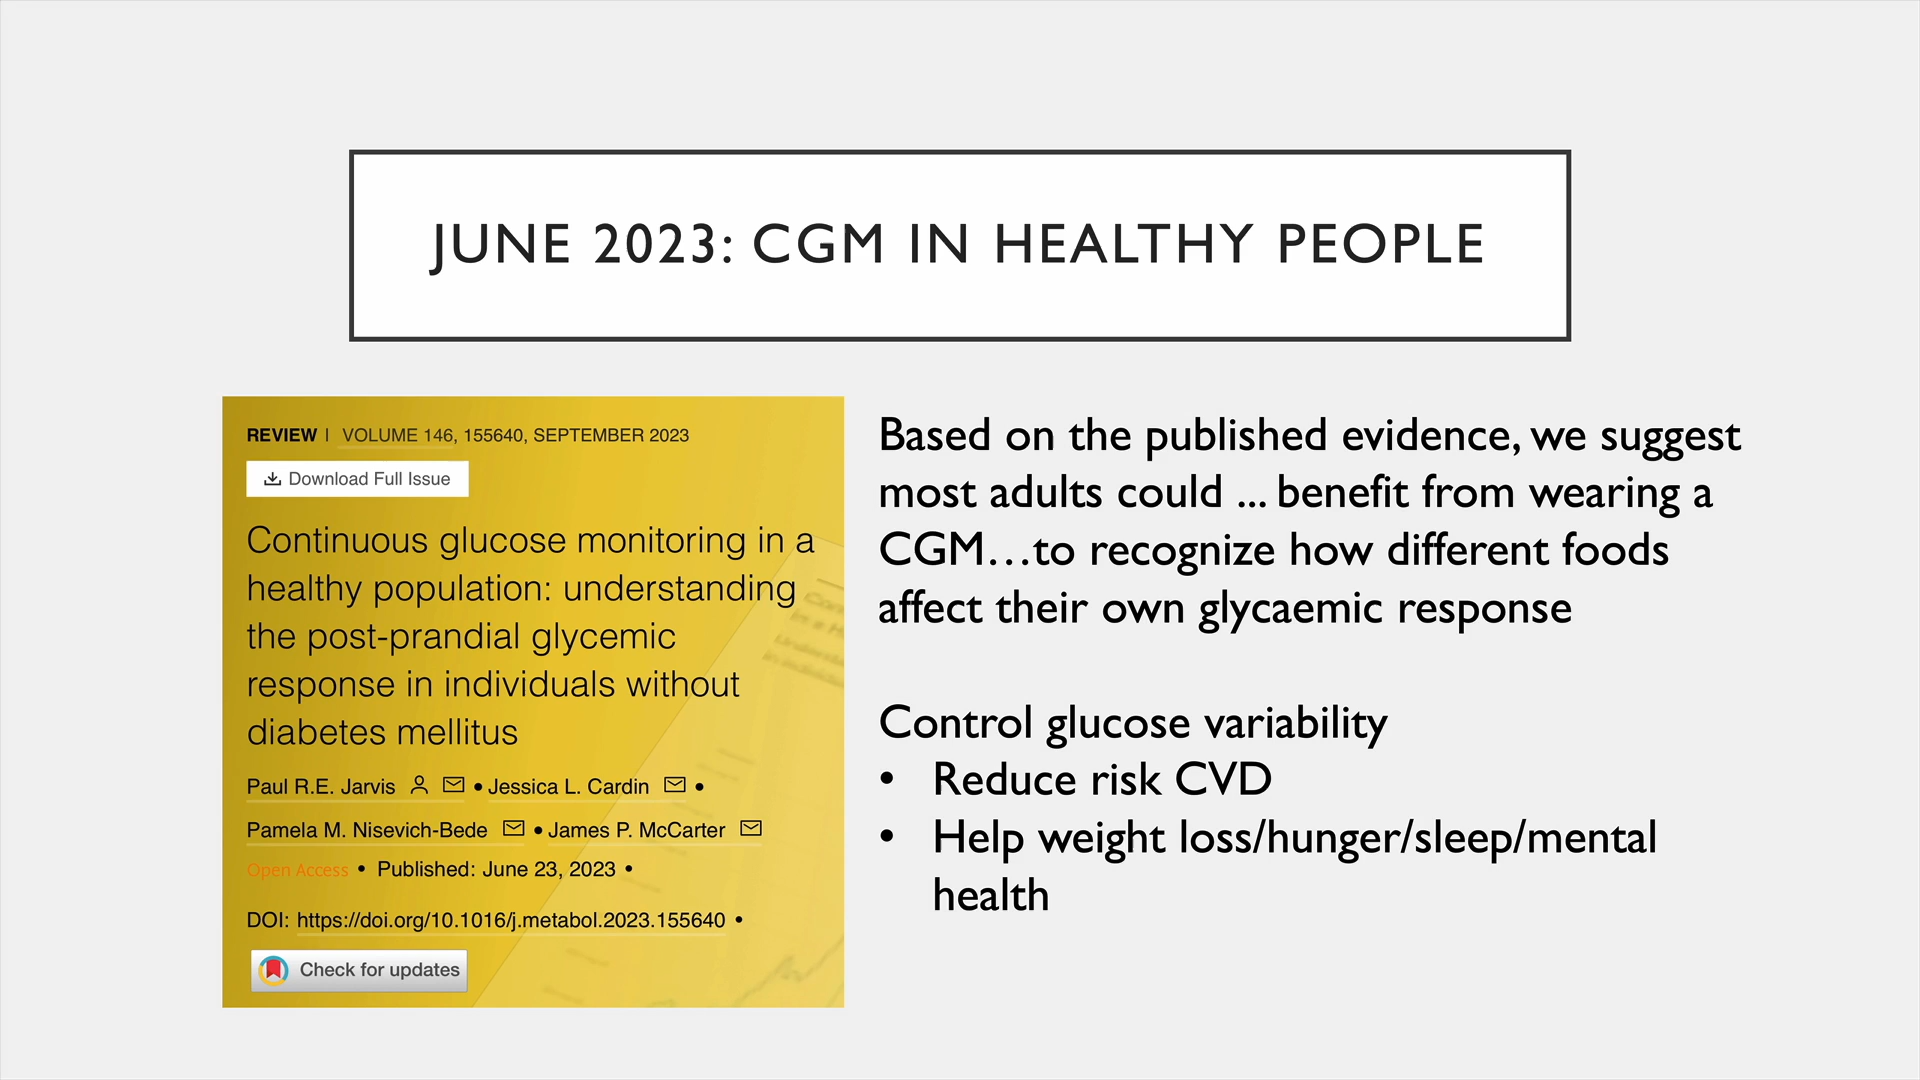 JUNE 2023: CGM IN HEALTHY PEOPLE
REVIEW | VOLUME 146, 155640, SEPTEMBER 2023
Download Full Issue
Continuous glucose monitoring in a
healthy population: understanding
the post-prandial glycemic
response in individuals without
diabetes mellitus
Paul R.E. Jarvis • Jessica L. Cardin •
Pamela M. Nisevich-Bede • James P. McCarter
Open Access • Published: June 23, 2023 •
DOI: https://doi.org/10.1016/j.metabol.2023.155640 •
Check for updates
Based on the published evidence, we suggest
most adults could ... benefit from wearing a
CGM...to recognize how different foods
affect their own glycaemic response
Control glucose variability
• Reduce risk CVD
• Help weight loss/hunger/sleep/mental
health